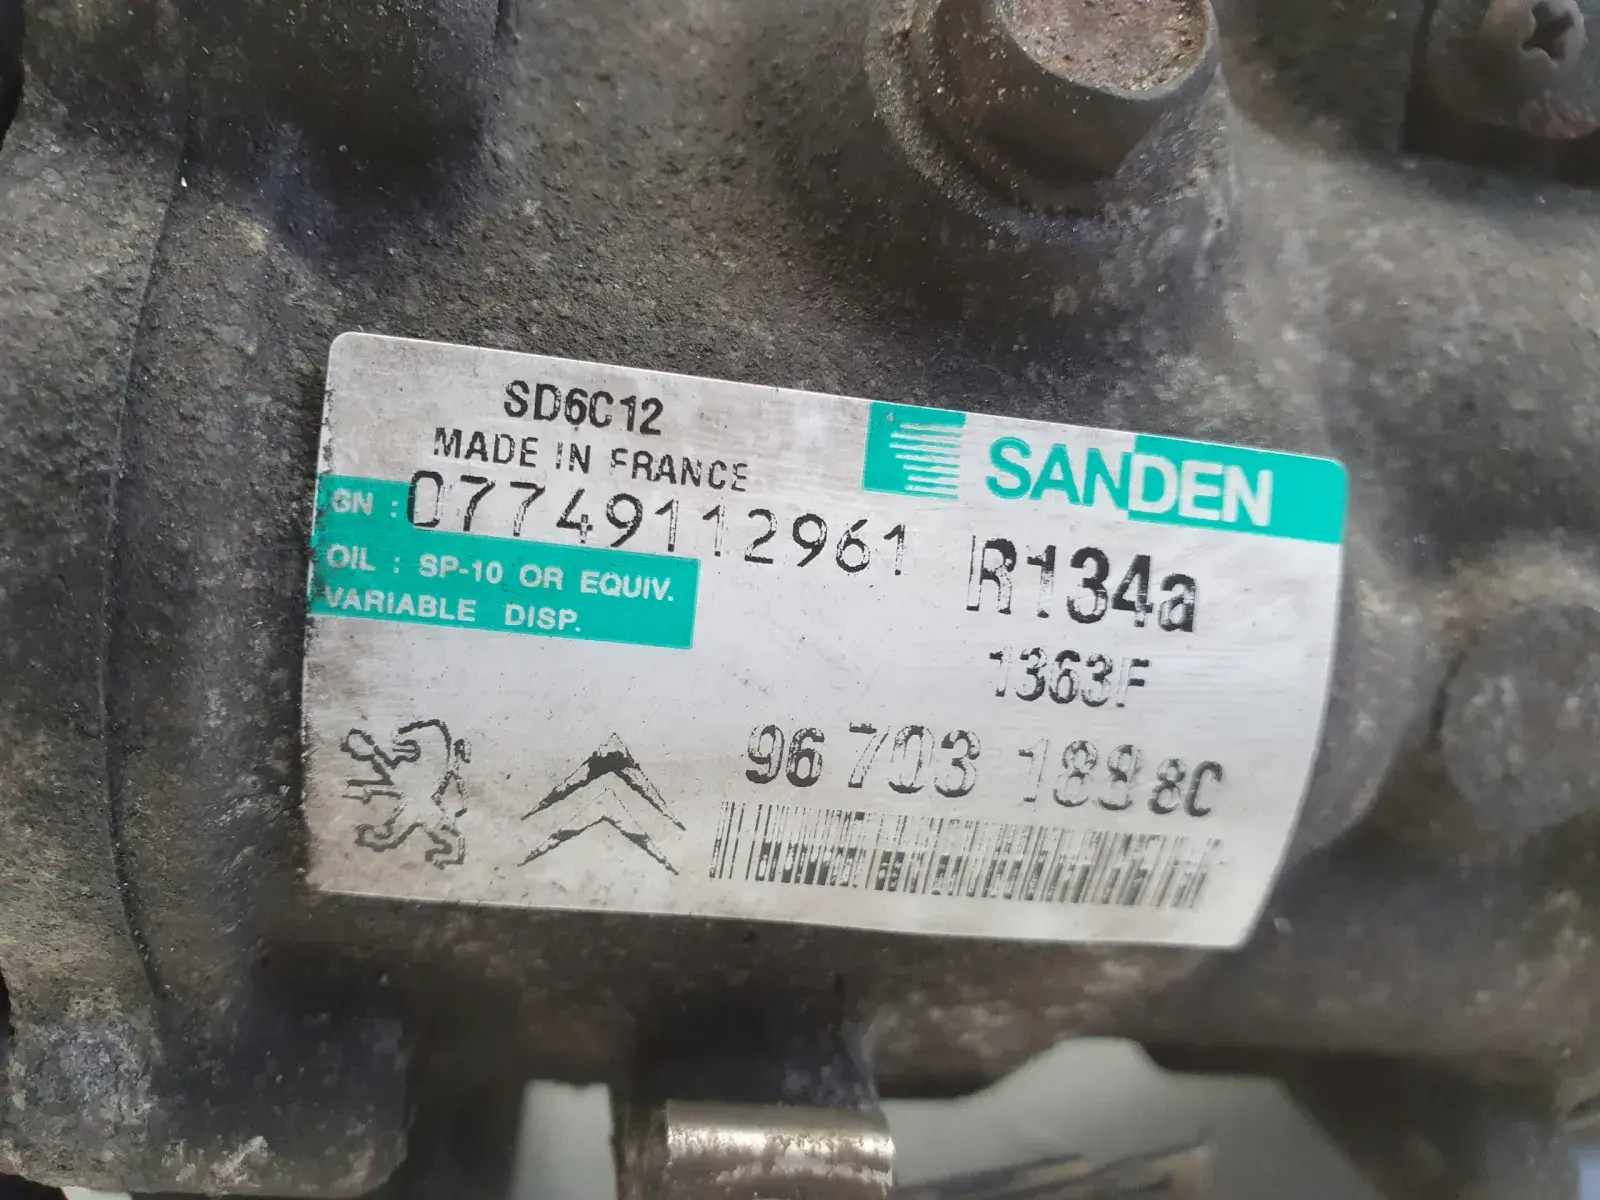 SD6C12
MADE IN FRANCE
SANDEN
SN : 07749112961
OIL : SP-10 OR EQUIV.
VARIABLE DISP.
R134a
1363F
96 703 188 8C